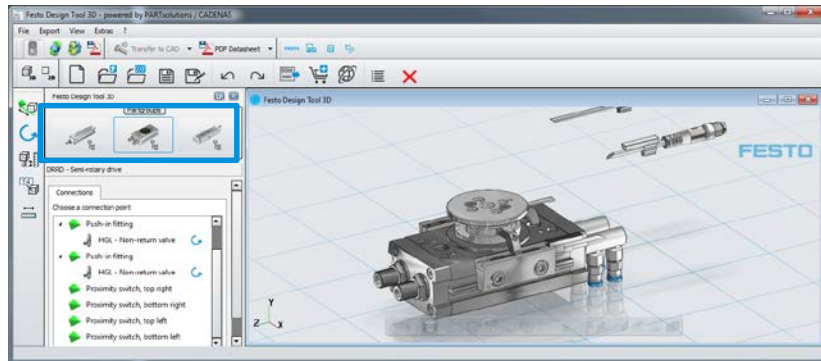 Festo Design Tool 3D - powered by PARTsolutions / CADENAS
File Export View Extras ?
Transfer to CAD PDF Datasheet
Festo Design Tool 3D
Partgroups
DRRD - Semi-rotary drive
Connections
Choose a connection point
Push-in fitting
HGL - Non-return valve
Push-in fitting
HGL - Non-return valve
Proximity switch, top right
Proximity switch, bottom right
Proximity switch, top left
Proximity switch, bottom left
Festo Design Tool 3D
FESTO
Y
Z X